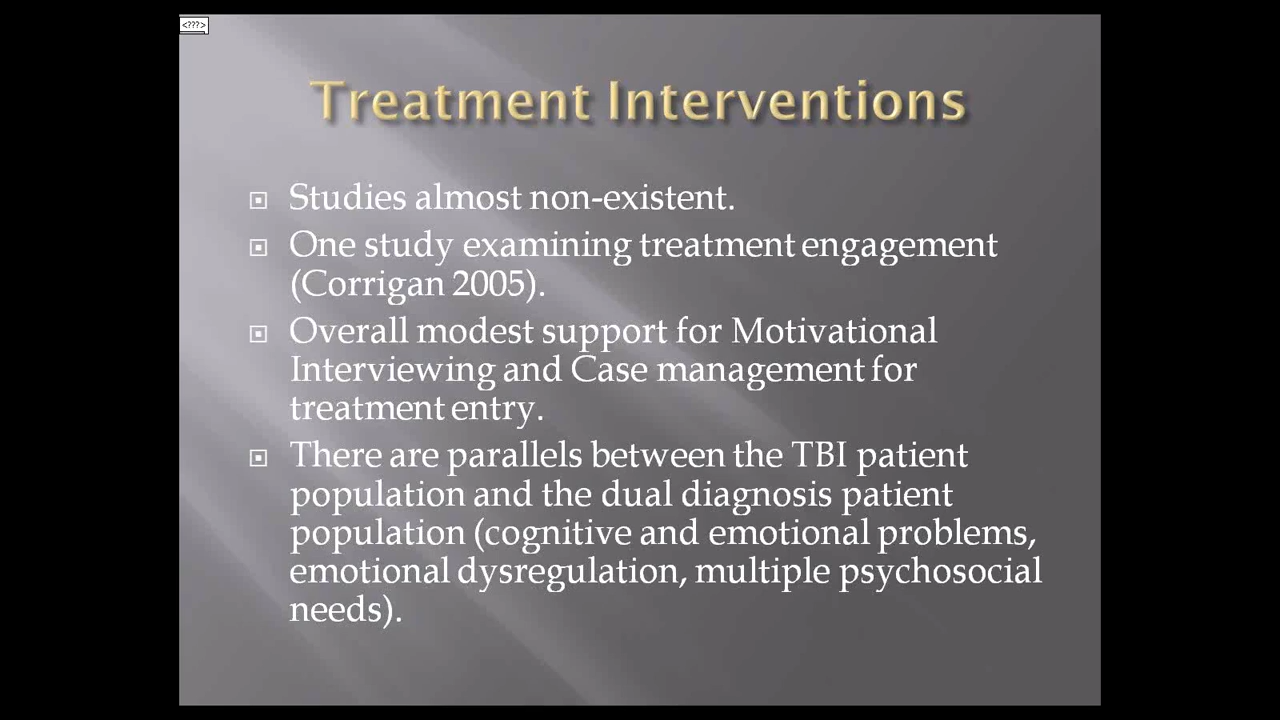 <???>
Treatment Interventions
Studies almost non-existent.
One study examining treatment engagement
(Corrigan 2005).
Overall modest support for Motivational
Interviewing and Case management for
treatment entry.
There are parallels between the TBI patient
population and the dual diagnosis patient
population (cognitive and emotional problems,
emotional dysregulation, multiple psychosocial
needs).